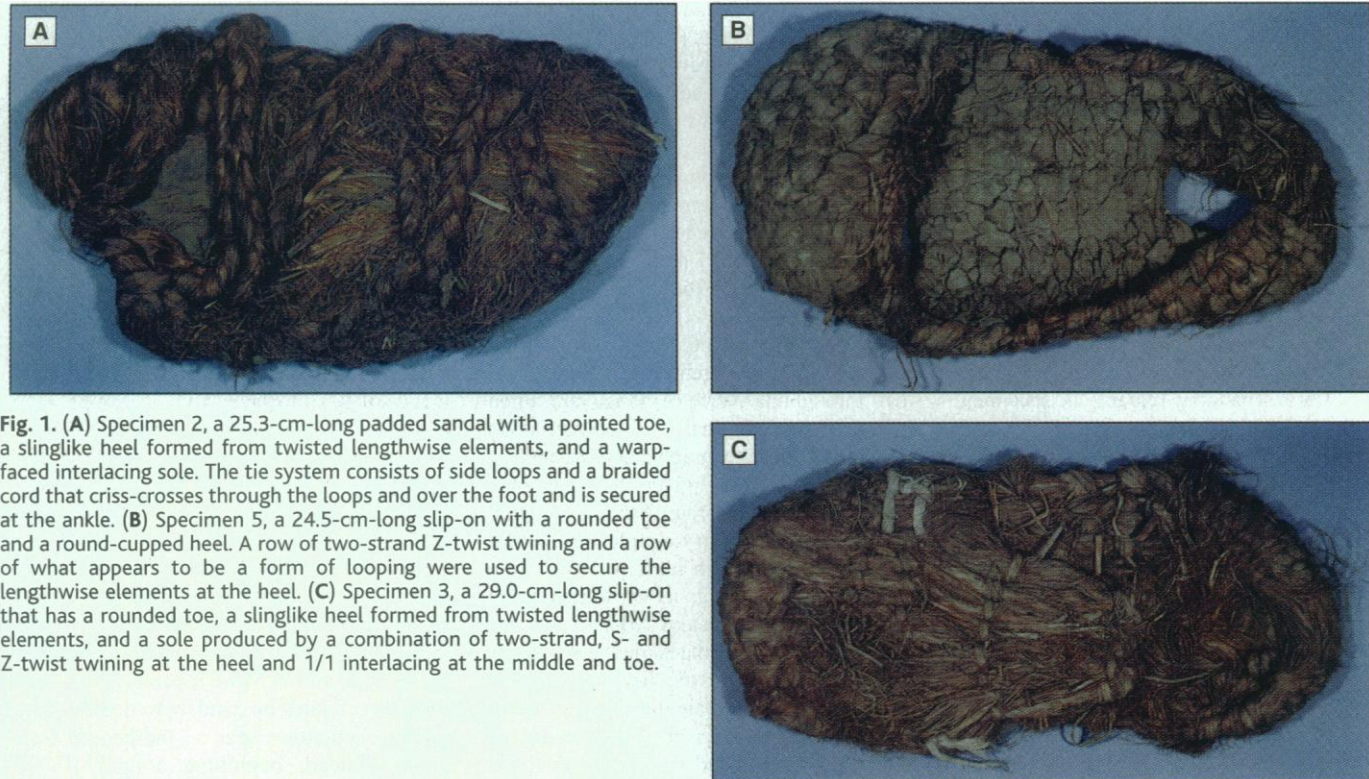 A
B
Fig. 1. (A) Specimen 2, a 25.3-cm-long padded sandal with a pointed toe,
a slinglike heel formed from twisted lengthwise elements, and a warp-
faced interlacing sole. The tie system consists of side loops and a braided
cord that criss-crosses through the loops and over the foot and is secured
at the ankle. (B) Specimen 5, a 24.5-cm-long slip-on with a rounded toe
and a round-cupped heel. A row of two-strand Z-twist twining and a row
of what appears to be a form of looping were used to secure the
lengthwise elements at the heel. (C) Specimen 3, a 29.0-cm-long slip-on
that has a rounded toe, a slinglike heel formed from twisted lengthwise
elements, and a sole produced by a combination of two-strand, S- and
Z-twist twining at the heel and 1/1 interlacing at the middle and toe.
C